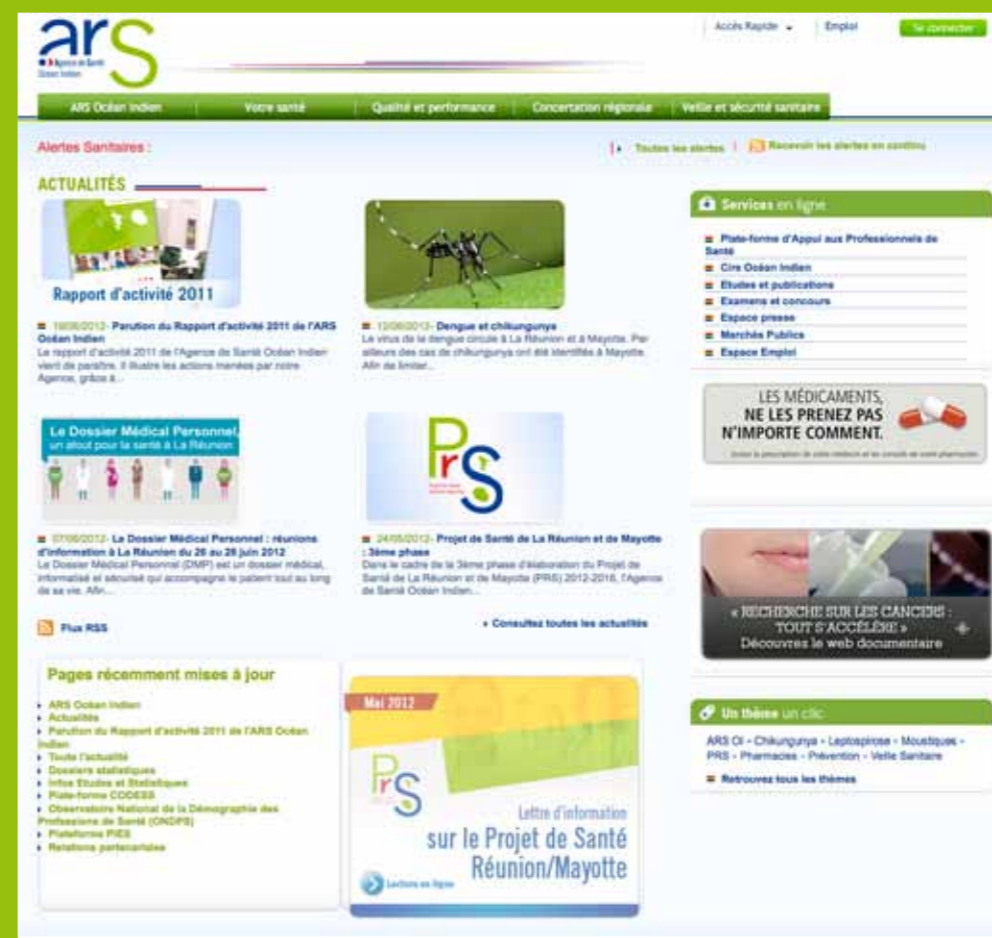 ars
Agence de Santé
Océan Indien
Accès Rapide
Emploi
Se connecter
ARS Océan Indien
Votre santé
Qualité et performance
Concertation régionale
Veille et sécurité sanitaire
Alertes Sanitaires :
Toutes les alertes
Recevoir les alertes en continu
ACTUALITÉS
Rapport d'activité 2011
19/06/2012- Parution du Rapport d'activité 2011 de l'ARS
Océan Indien
Le rapport d'activité 2011 de l'Agence de Santé Océan Indien
vient de paraître. Il illustre les actions menées par notre
Agence, grâce à...
12/06/2012- Dengue et chikungunya
Le virus de la dengue circule à La Réunion et à Mayotte. Par
ailleurs des cas de chikungunya ont été identifiés à Mayotte.
Afin de limiter...
Le Dossier Médical Personnel,
un atout pour la santé à La Réunion
07/06/2012- Le Dossier Médical Personnel : réunions
d'information à La Réunion du 26 au 28 juin 2012
Le Dossier Médical Personnel (DMP) est un dossier médical,
informatisé et sécurisé qui accompagne le patient tout au long
de sa vie. Afin...
PrS
24/05/2012- Projet de Santé de La Réunion et de Mayotte
: 3ème phase
Dans le cadre de la 3ème phase d'élaboration du Projet de
Santé de La Réunion et de Mayotte (PRS) 2012-2016, l'Agence
de Santé Océan Indien...
Flux RSS
Consultez toutes les actualités
Pages récemment mises à jour
ARS Océan Indien
Actualités
Parution du Rapport d'activité 2011 de l'ARS Océan
Indien
Toute l'actualité
Dossiers statistiques
Infos Etudes et Statistiques
Plate-forme CODESS
Observatoire National de la Démographie des
Professions de Santé (ONDPS)
Plateforme PIES
Relations partenariales
Mai 2012
PrS
Lettre d'information
sur le Projet de Santé
Réunion/Mayotte
Lecture en ligne
Services en ligne
Plate-forme d'Appui aux Professionnels de
Santé
Cire Océan Indien
Etudes et publications
Examens et concours
Espace presse
Marchés Publics
Espace Emploi
LES MÉDICAMENTS,
NE LES PRENEZ PAS
N'IMPORTE COMMENT.
la prescription de votre médecin et les conseils de votre pharmacien
« RECHERCHE SUR LES CANCERS :
TOUT S'ACCÉLÈRE »
Découvrez le web documentaire
Un thème un clic
ARS OI - Chikungunya - Leptospirose - Moustiques -
PRS - Pharmacies - Prévention - Veille Sanitaire
Retrouvez tous les thèmes